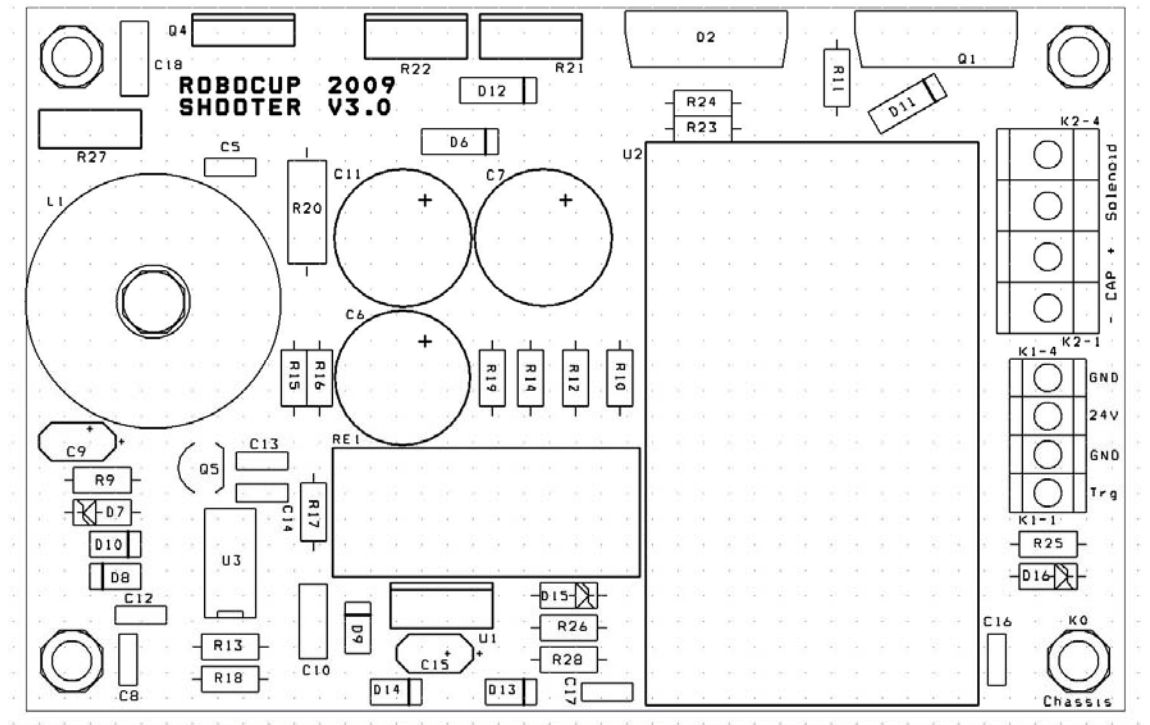 Q4
C18
R22
R21
D2
Q1
ROBOCUP 2009
SHOOTER V3.0
D12
R11
D11
R24
R23
R27
C5
D6
U2
K2-4
L1
R20
C11
C7
Solenoid
- CAP +
C6
K2-1
K1-4
R15
R16
R19
R14
R12
R10
GND
24V
GND
Trg
K1-1
C9
Q5
C13
RE1
R9
D7
C14
R17
D10
D8
U3
R25
D16
C12
D15
R26
R28
D9
U1
C15
R13
R18
C10
C8
D14
D13
C17
C16
K0
Chassis